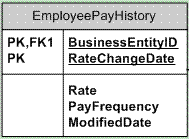 EmployeePayHistory
PK,FK1 BusinessEntityID
PK RateChangeDate
Rate
PayFrequency
ModifiedDate